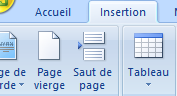 Accueil Insertion
ge de Page Saut de Tableau
rde vierge page